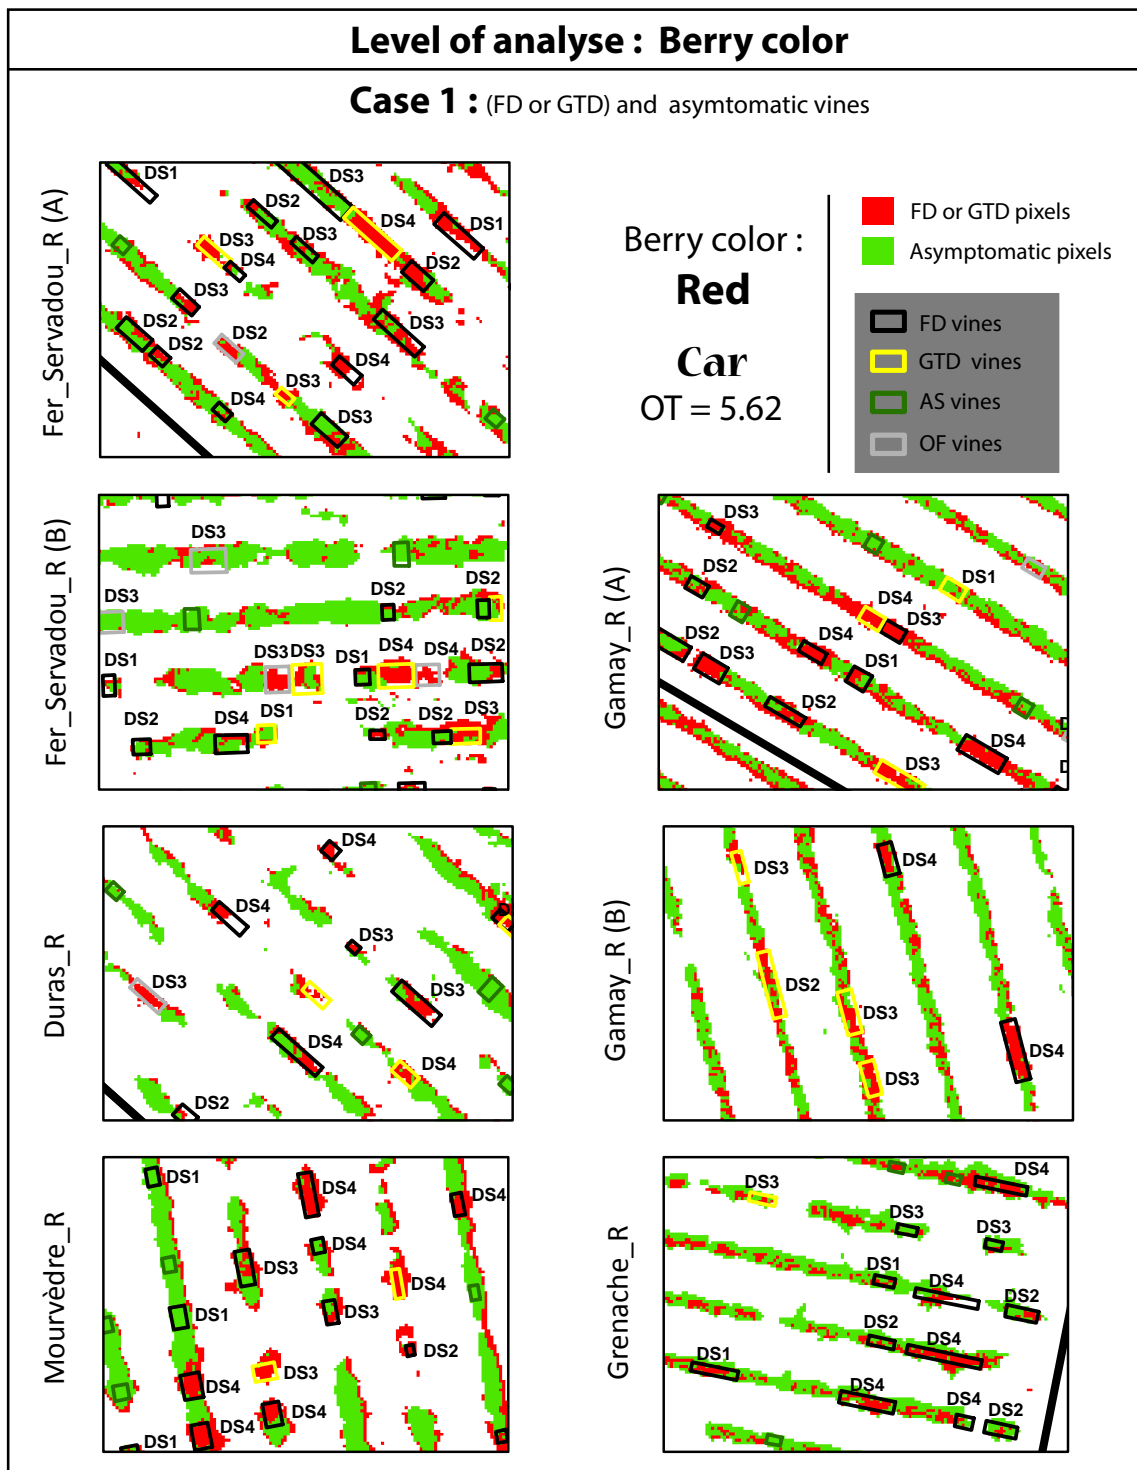 Level of analyse : Berry color
Case 1 : (FD or GTD) and asymtomatic vines
Fer_Servadou_R (A)
DS1
DS3
DS2
DS4
DS1
DS3
DS3
DS4
DS2
DS3
DS2
DS2
DS2
DS3
DS4
DS3
DS4
DS3
Berry color :
Red
Car
OT = 5.62
FD or GTD pixels
Asymptomatic pixels
FD vines
GTD vines
AS vines
OF vines
Fer_Servadou_R (B)
DS3
DS3
DS2
DS2
DS1
DS3
DS3
DS1
DS4
DS4
DS2
DS2
DS4
DS1
DS2
DS2
DS3
Gamay_R (A)
DS3
DS2
DS1
DS4
DS3
DS2
DS3
DS4
DS1
DS2
DS4
DS3
Duras_R
DS4
DS4
DS3
DS3
DS3
DS4
DS4
DS2
Gamay_R (B)
DS3
DS4
DS2
DS3
DS4
DS3
Mourvèdre_R
DS1
DS4
DS4
DS3
DS4
DS4
DS1
DS3
DS2
DS3
DS4
DS4
DS4
DS1
Grenache_R
DS4
DS3
DS3
DS3
DS1
DS4
DS2
DS2
DS4
DS1
DS4
DS4
DS2